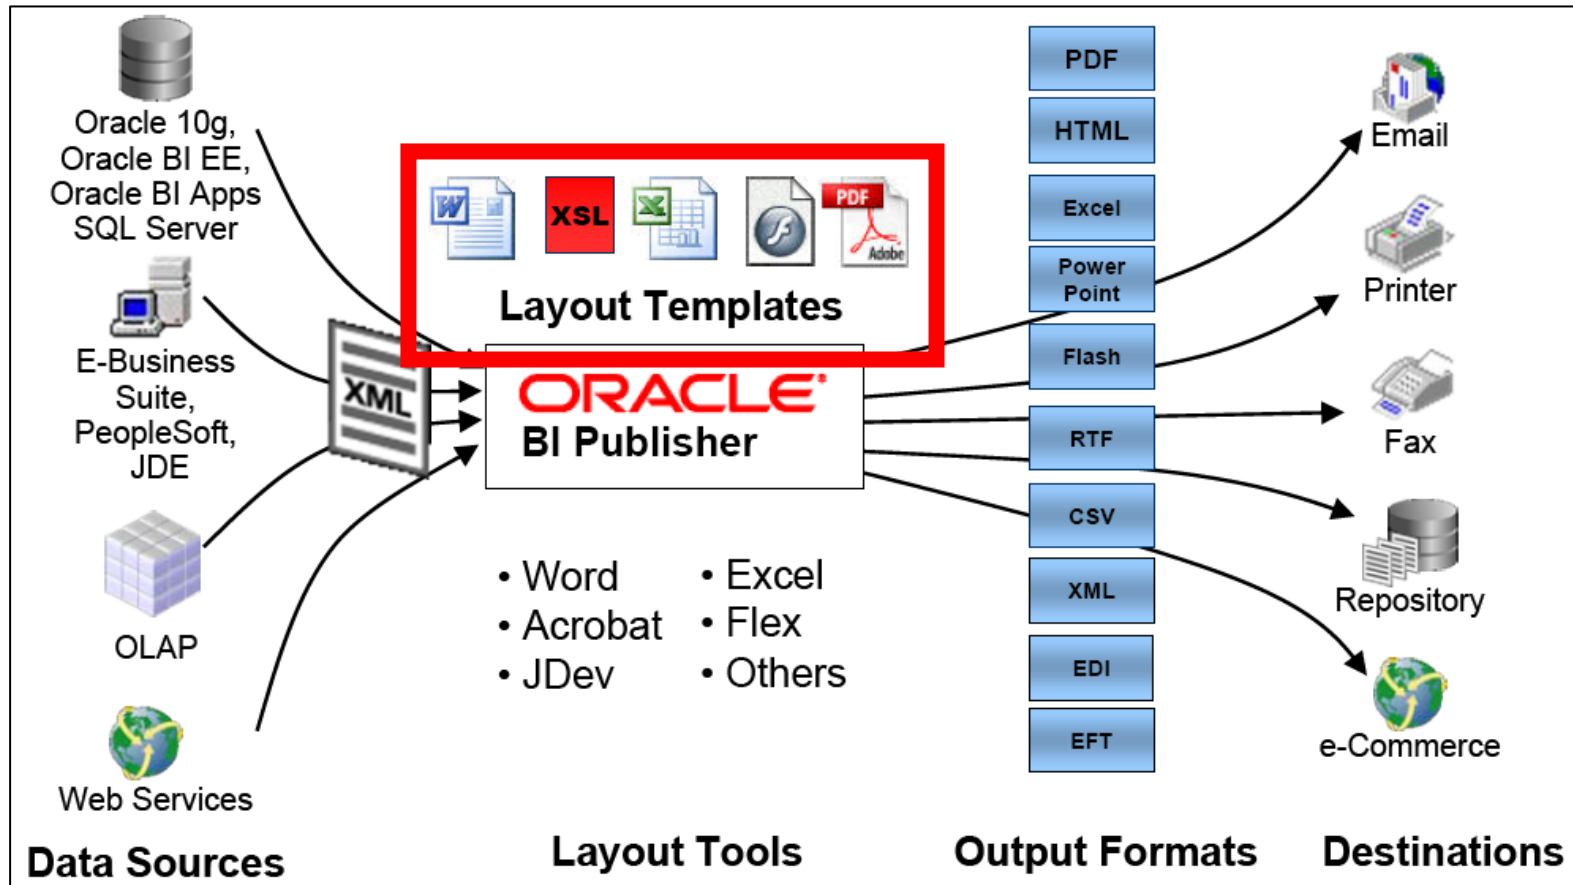 Oracle 10g,
Oracle BI EE,
Oracle BI Apps
SQL Server
E-Business
Suite,
PeopleSoft,
JDE
OLAP
Web Services
Data Sources
XML
W
XSL
X
PDF
Adobe
Layout Templates
ORACLE
BI Publisher
• Word
• Acrobat
• JDev
• Excel
• Flex
• Others
Layout Tools
PDF
HTML
Excel
Power
Point
Flash
RTF
CSV
XML
EDI
EFT
Output Formats
Email
Printer
Fax
Repository
e-Commerce
Destinations